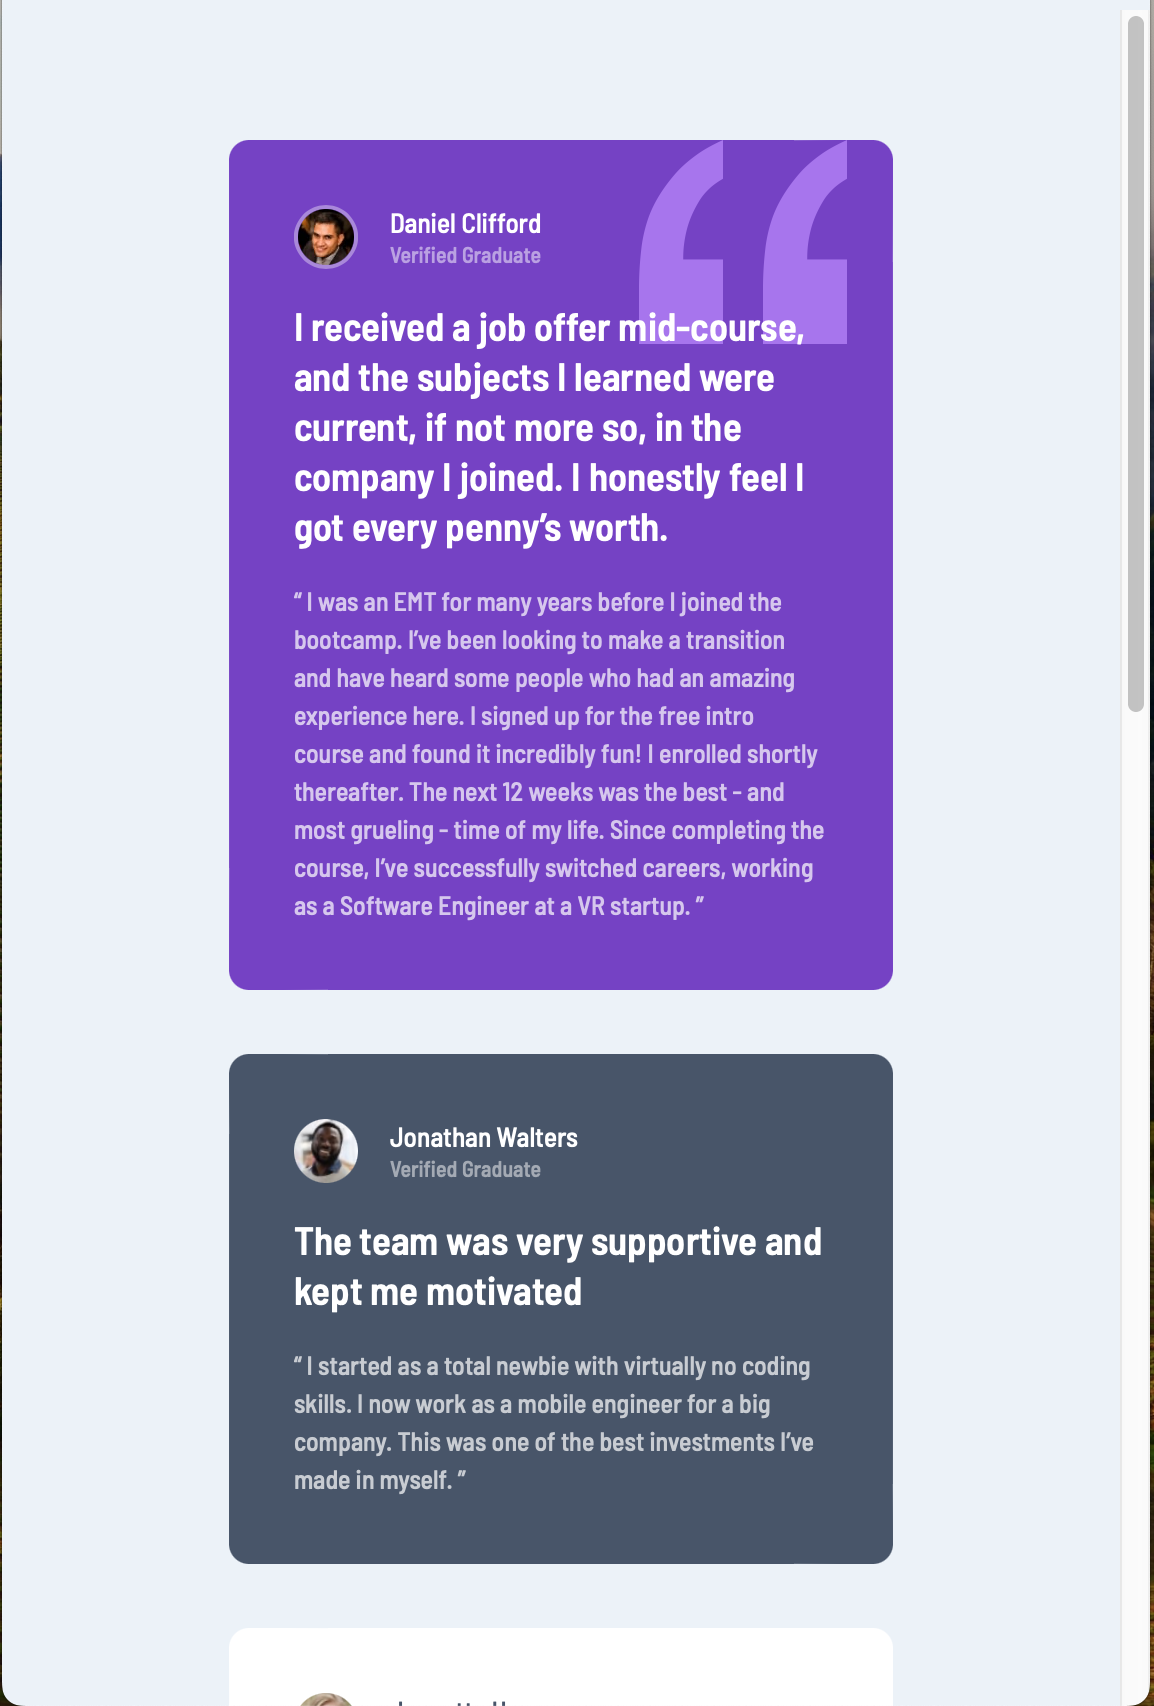 Daniel Clifford
Verified Graduate
I received a job offer mid-course,
and the subjects I learned were
current, if not more so, in the
company I joined. I honestly feel I
got every penny’s worth.
“ I was an EMT for many years before I joined the
bootcamp. I’ve been looking to make a transition
and have heard some people who had an amazing
experience here. I signed up for the free intro
course and found it incredibly fun! I enrolled shortly
thereafter. The next 12 weeks was the best - and
most grueling - time of my life. Since completing the
course, I’ve successfully switched careers, working
as a Software Engineer at a VR startup. ”
Jonathan Walters
Verified Graduate
The team was very supportive and
kept me motivated
“ I started as a total newbie with virtually no coding
skills. I now work as a mobile engineer for a big
company. This was one of the best investments I’ve
made in myself. ”